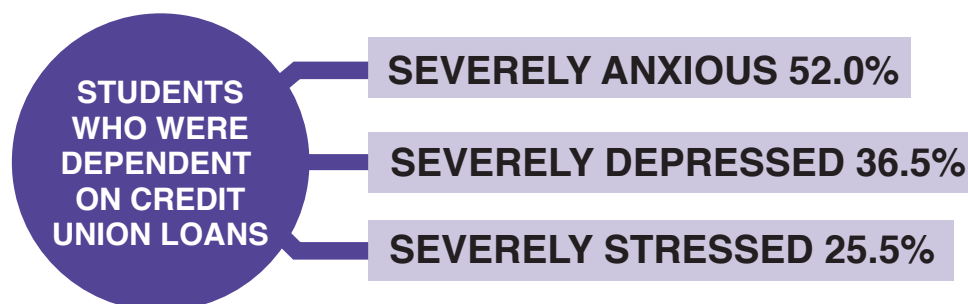 STUDENTS
WHO WERE
DEPENDENT
ON CREDIT
UNION LOANS
SEVERELY ANXIOUS 52.0%
SEVERELY DEPRESSED 36.5%
SEVERELY STRESSED 25.5%